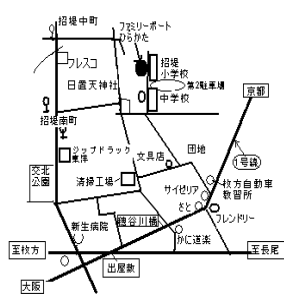 招堤中町
ファミリーポート
ひらかた
フレスコ
招堤
小学校
日置天神社
第2駐車場
中学校
京都
招堤南町
ジップドラック
東洋
文具店
団地
1号線
交北
公園
清掃工場
サイゼリア
枚方自動車
教習所
さと
フレンドリー
新生病院
穂谷川橋
かに道楽
至枚方
至長尾
出屋敷
大阪